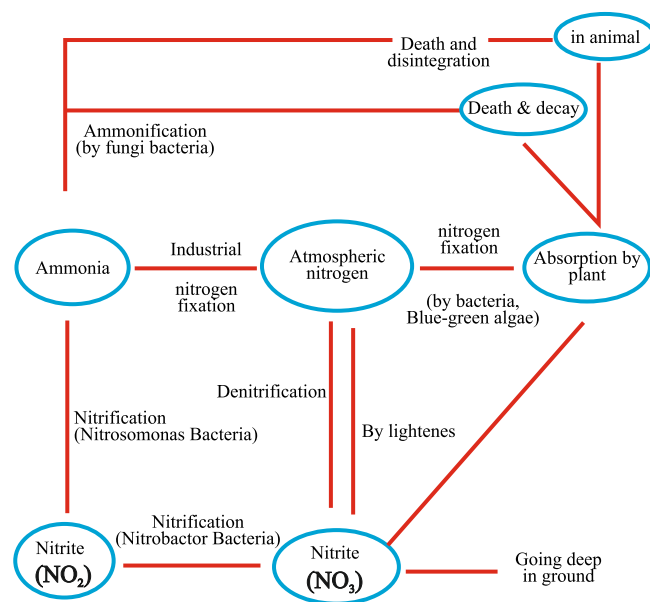 in animal
Death and
disintegration
Death & decay
Ammonification
(by fungi bacteria)
Ammonia
Industrial
nitrogen
fixation
Atmospheric
nitrogen
nitrogen
fixation
(by bacteria,
Blue-green algae)
Absorption by
plant
Denitrification
By lightenes
Nitrification
(Nitrosomonas Bacteria)
Nitrite
(NO₂)
Nitrification
(Nitrobactor Bacteria)
Nitrite
(NO₃)
Going deep
in ground